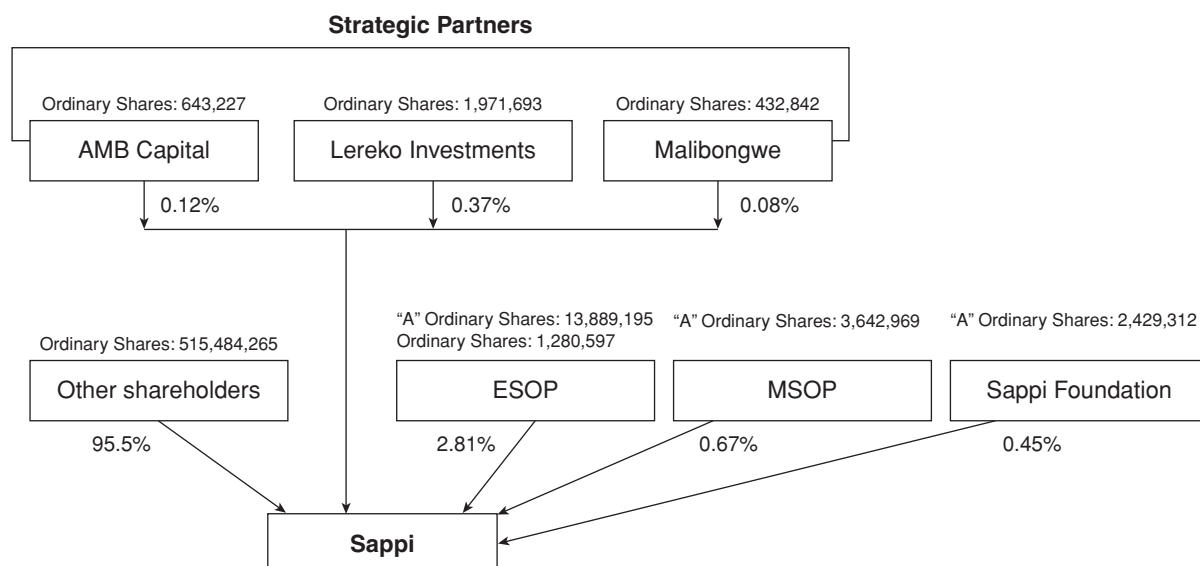 Strategic Partners
Ordinary Shares: 643,227
Ordinary Shares: 1,971,693
Ordinary Shares: 432,842
AMB Capital
Lereko Investments
Malibongwe
0.12%
0.37%
0.08%
Ordinary Shares: 515,484,265
“A” Ordinary Shares: 13,889,195
Ordinary Shares: 1,280,597
“A” Ordinary Shares: 3,642,969
“A” Ordinary Shares: 2,429,312
Other shareholders
ESOP
MSOP
Sappi Foundation
95.5%
2.81%
0.67%
0.45%
Sappi